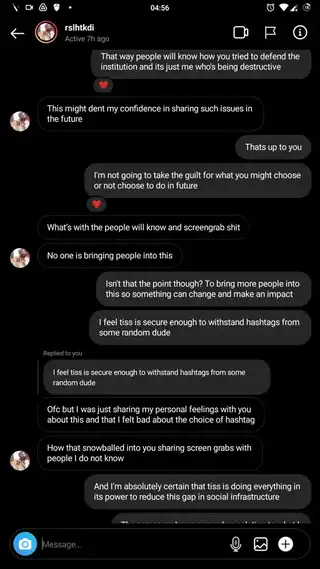 04:56
rslhtkdi
Active 7h ago
That way people will know how you tried to defend the
institution and its just me who's being destructive
This might dent my confidence in sharing such issues in
the future
Thats up to you
I'm not going to take the guilt for what you might choose
or not choose to do in future
What's with the people will know and screengrab shit
No one is bringing people into this
Isn't that the point though? To bring more people into
this so something can change and make an impact
I feel tiss is secure enough to withstand hashtags from
some random dude
Replied to you
I feel tiss is secure enough to withstand hashtags from
some random dude
Ofc but I was just sharing my personal feelings with you
about this and that I felt bad about the choice of hashtag
How that snowballed into you sharing screen grabs with
people I do not know
And I'm absolutely certain that tiss is doing everything in
its power to reduce this gap in social infrastructure
Message...